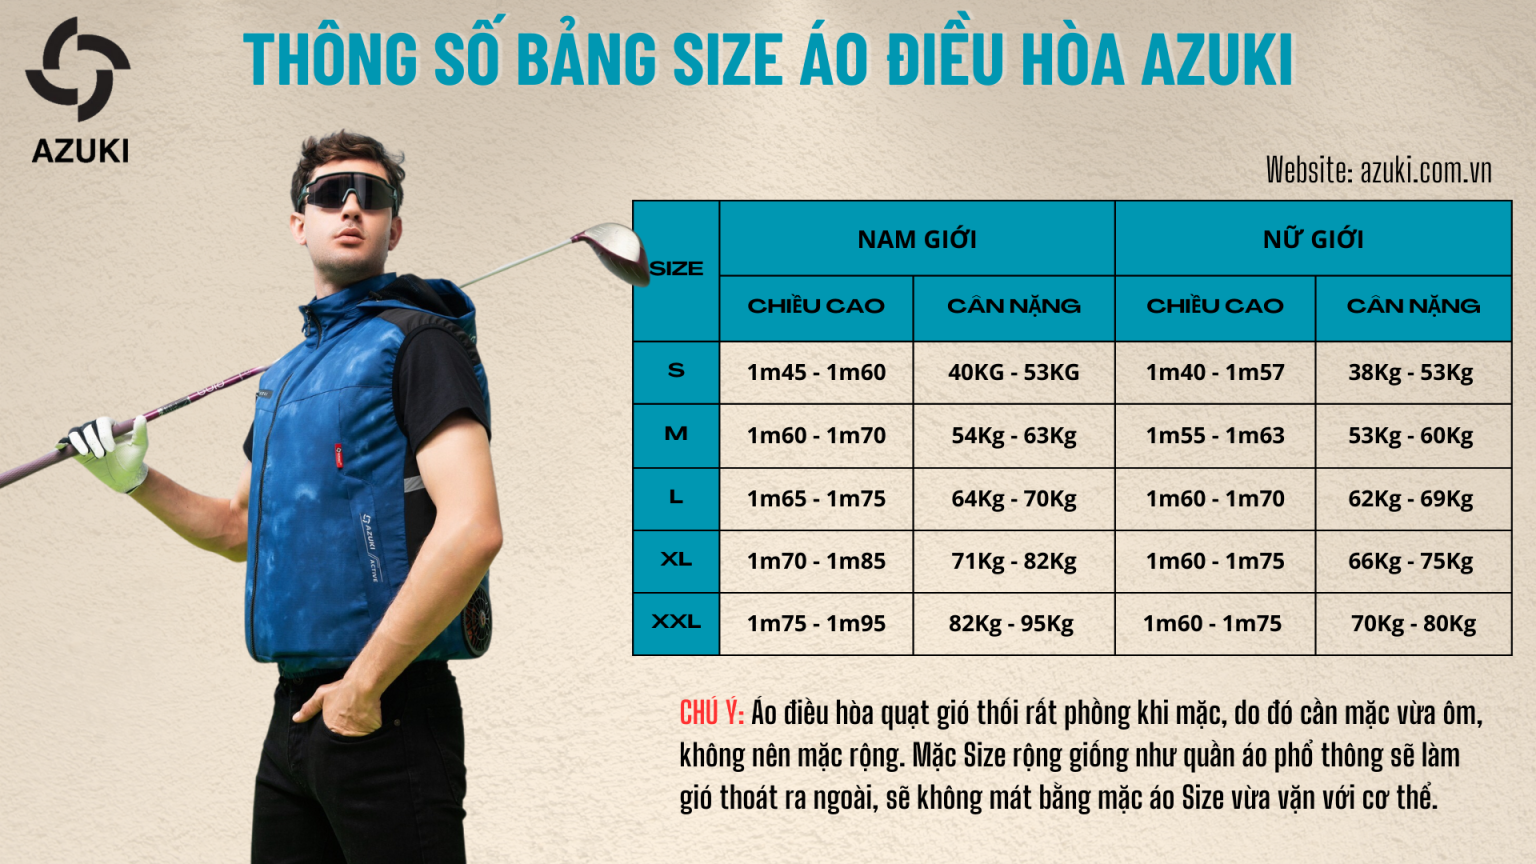 THÔNG SỐ BẢNG SIZE ÁO ĐIỀU HÒA AZUKI
AZUKI
Website: azuki.com.vn
SIZE NAM GIỚI NỮ GIỚI
CHIỀU CAO CÂN NẶNG CHIỀU CAO CÂN NẶNG
S 1m45 - 1m60 40KG - 53KG 1m40 - 1m57 38Kg - 53Kg
M 1m60 - 1m70 54Kg - 63Kg 1m55 - 1m63 53Kg - 60Kg
L 1m65 - 1m75 64Kg - 70Kg 1m60 - 1m70 62Kg - 69Kg
XL 1m70 - 1m85 71Kg - 82Kg 1m60 - 1m75 66Kg - 75Kg
XXL 1m75 - 1m95 82Kg - 95Kg 1m60 - 1m75 70Kg - 80Kg
CHÚ Ý: Áo điều hòa quạt gió thổi rất phồng khi mặc, do đó cần mặc vừa ôm,
không nên mặc rộng. Mặc Size rộng giống như quần áo phổ thông sẽ làm
gió thoát ra ngoài, sẽ không mát bằng mặc áo Size vừa vặn với cơ thể.
AZUKI ACTIVE